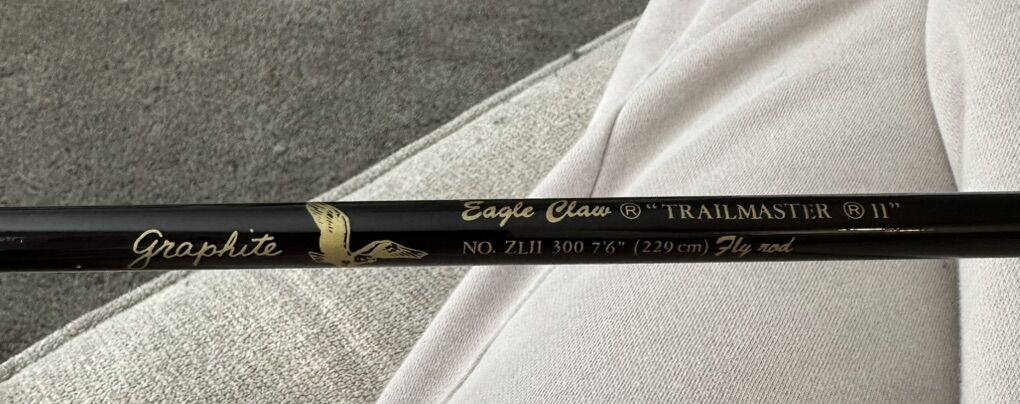 Graphite
Eagle Claw ® "TRAILMASTER ® II"
NO. ZLII 300 7'6" (229 cm) Fly rod